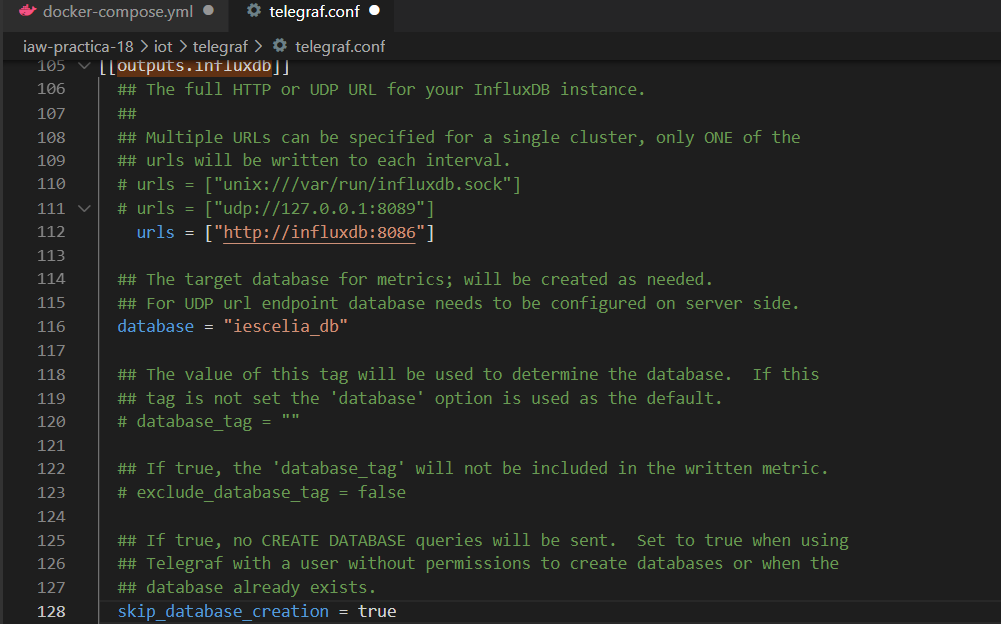 docker-compose.yml
telegraf.conf
iaw-practica-18 > iot > telegraf > telegraf.conf
105 [[outputs.influxdb]]
106 ## The full HTTP or UDP URL for your InfluxDB instance.
107 ##
108 ## Multiple URLs can be specified for a single cluster, only ONE of the
109 ## urls will be written to each interval.
110 # urls = ["unix:///var/run/influxdb.sock"]
111 # urls = ["udp://127.0.0.1:8089"]
112 urls = ["http://influxdb:8086"]
113
114 ## The target database for metrics; will be created as needed.
115 ## For UDP url endpoint database needs to be configured on server side.
116 database = "iescelia_db"
117
118 ## The value of this tag will be used to determine the database.  If this
119 ## tag is not set the 'database' option is used as the default.
120 # database_tag = ""
121
122 ## If true, the 'database_tag' will not be included in the written metric.
123 # exclude_database_tag = false
124
125 ## If true, no CREATE DATABASE queries will be sent.  Set to true when using
126 ## Telegraf with a user without permissions to create databases or when the
127 ## database already exists.
128 skip_database_creation = true